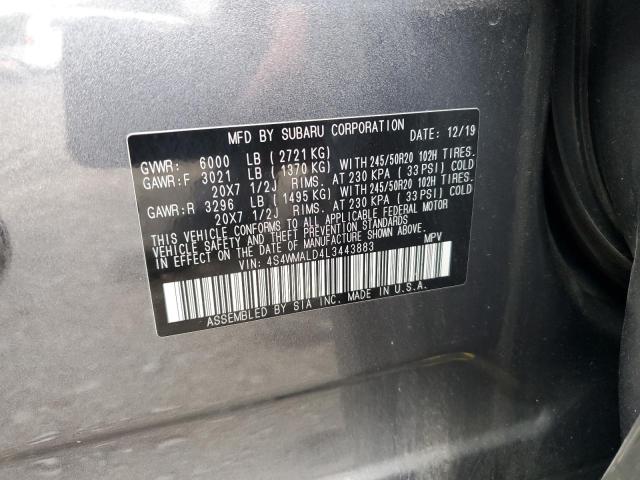 MFD BY SUBARU CORPORATION DATE: 12/19
GVWR: 6000 LB ( 2721 KG)
GAWR:F 3021 LB ( 1370 KG) WITH 245/50R20 102H TIRES.
20X7 1/2J RIMS. AT 230 KPA ( 33 PSI) COLD
GAWR:R 3296 LB ( 1495 KG) WITH 245/50R20 102H TIRES.
20X7 1/2J RIMS. AT 230 KPA ( 33 PSI) COLD
THIS VEHICLE CONFORMS TO ALL APPLICABLE FEDERAL MOTOR
VEHICLE SAFETY AND THEFT PREVENTION STANDARDS IN
EFFECT ON THE DATE OF MANUFACTURE SHOWN ABOVE.
VIN: 4S4WMALD4L3443883 MPV
ASSEMBLED BY SIA INC. MADE IN U.S.A.